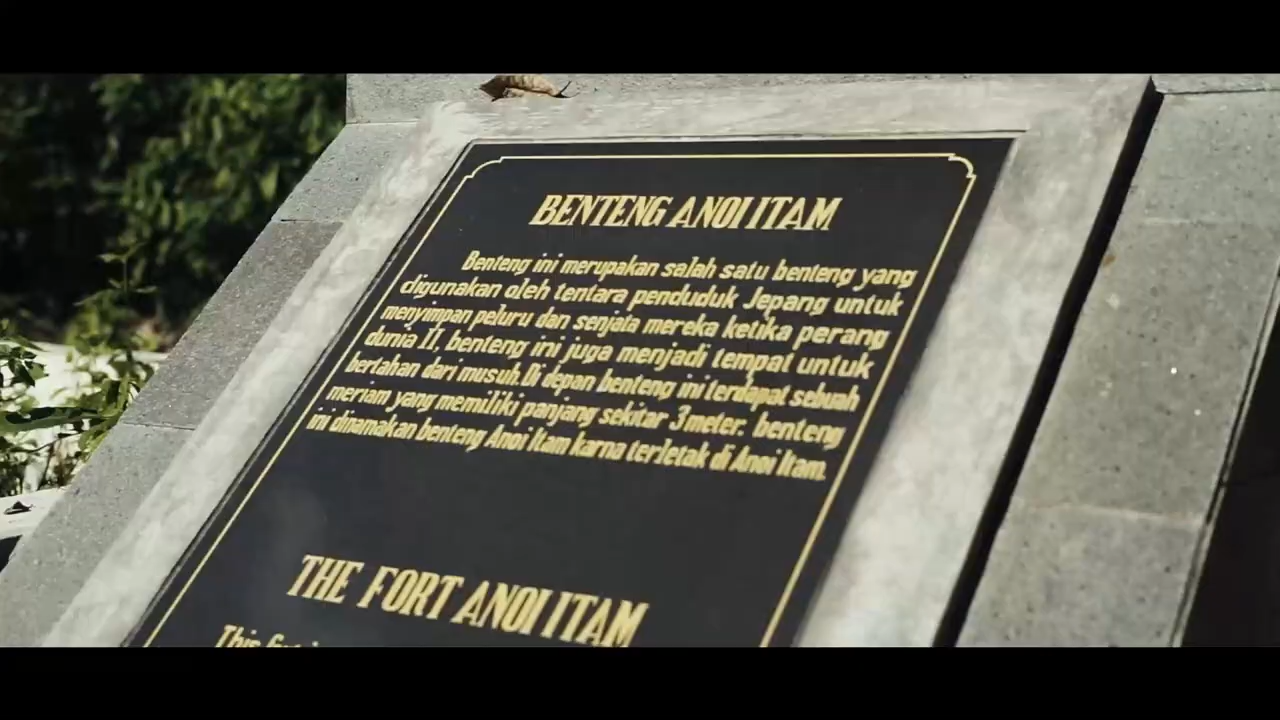 BENTENG ANOI ITAM
Benteng ini merupakan salah satu benteng yang
digunakan oleh tentara penduduk Jepang untuk
menyimpan peluru dan senjata mereka ketika perang
dunia II, benteng ini juga menjadi tempat untuk
bertahan dari musuh. Di depan benteng ini terdapat sebuah
meriam yang memiliki panjang sekitar 3 meter. benteng
ini dinamakan benteng Anoi Itam karna terletak di Anoi Itam.
THE FORT ANOI ITAM
This